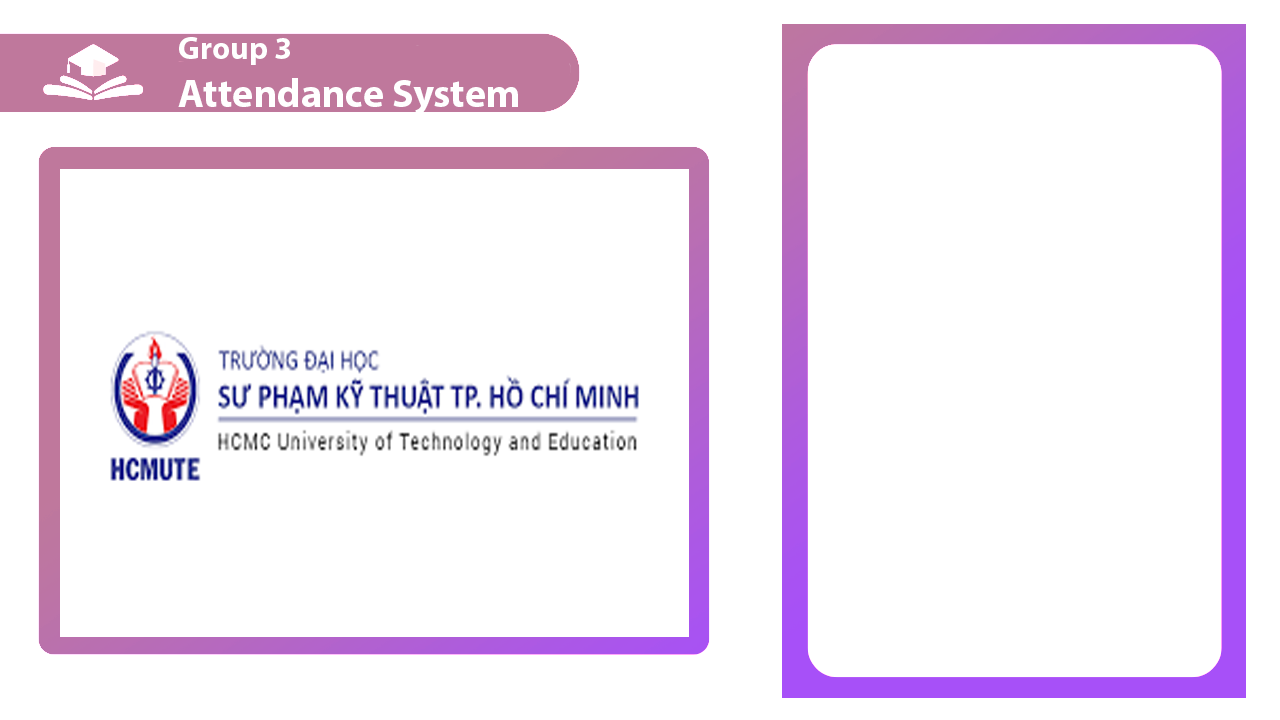 Group 3
Attendance System
TRƯỜNG ĐẠI HỌC
SƯ PHẠM KỸ THUẬT TP. HỒ CHÍ MINH
HCMC University of Technology and Education
HCMUTE